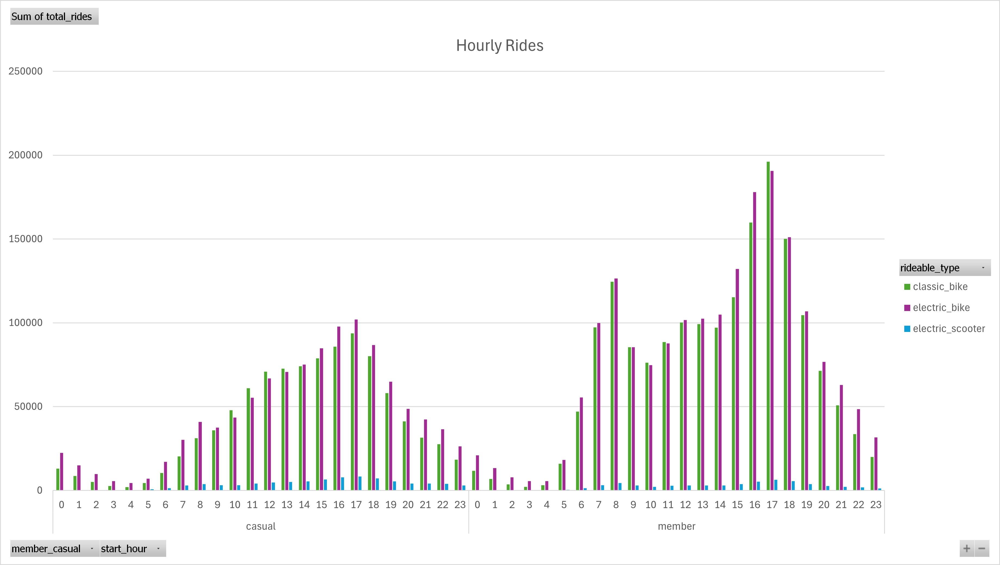 Sum of total_rides
Hourly Rides
250000
200000
150000
100000
50000
0
0 1 2 3 4 5 6 7 8 9 10 11 12 13 14 15 16 17 18 19 20 21 22 23 0 1 2 3 4 5 6 7 8 9 10 11 12 13 14 15 16 17 18 19 20 21 22 23
casual member
rideable_type
classic_bike
electric_bike
electric_scooter
member_casual start_hour
+ −